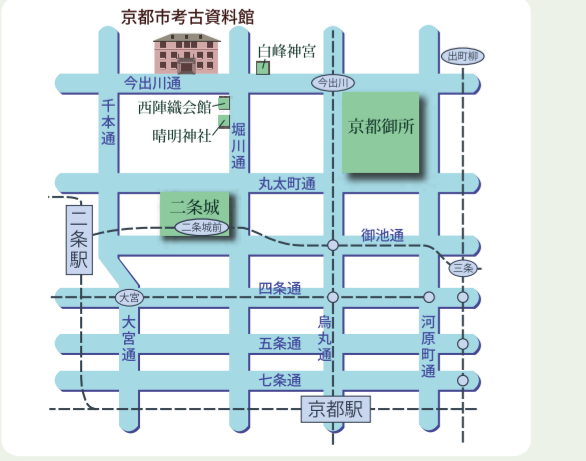 京都市考古資料館
白峰神宮
出町柳
今出川通
今出川
西陣織会館
晴明神社
千本通
堀川通
京都御所
丸太町通
二条城
二条城前
御池通
二条駅
三条
四条通
大宮
大宮通
烏丸通
河原町通
五条通
七条通
京都駅